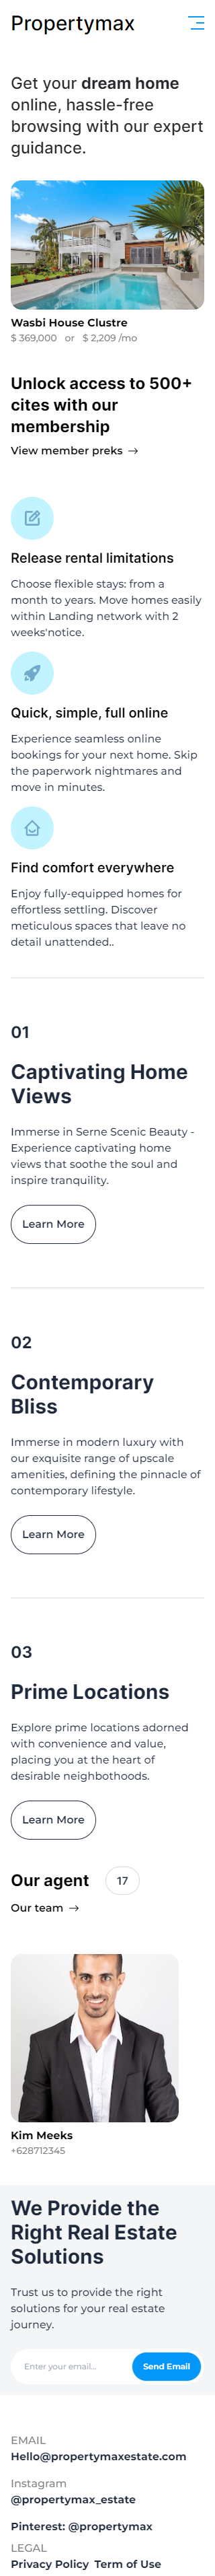 Propertymax
Get your dream home
online, hassle-free
browsing with our expert
guidance.
Wasbi House Clustre
$ 369,000 or $ 2,209 /mo
Unlock access to 500+
cites with our
membership
View member preks →
Release rental limitations
Choose flexible stays: from a
month to years. Move homes easily
within Landing network with 2
weeks'notice.
Quick, simple, full online
Experience seamless online
bookings for your next home. Skip
the paperwork nightmares and
move in minutes.
Find comfort everywhere
Enjoy fully-equipped homes for
effortless settling. Discover
meticulous spaces that leave no
detail unattended..
01
Captivating Home
Views
Immerse in Serne Scenic Beauty -
Experience captivating home
views that soothe the soul and
inspire tranquility.
Learn More
02
Contemporary
Bliss
Immerse in modern luxury with
our exquisite range of upscale
amenities, defining the pinnacle of
contemporary lifestyle.
Learn More
03
Prime Locations
Explore prime locations adorned
with convenience and value,
placing you at the heart of
desirable neighbothoods.
Learn More
Our agent 17
Our team →
Kim Meeks
+628712345
We Provide the
Right Real Estate
Solutions
Trust us to provide the right
solutions for your real estate
journey.
Enter your email... Send Email
EMAIL
Hello@propertymaxestate.com
Instagram
@propertymax_estate
Pinterest: @propertymax
LEGAL
Privacy Policy Term of Use